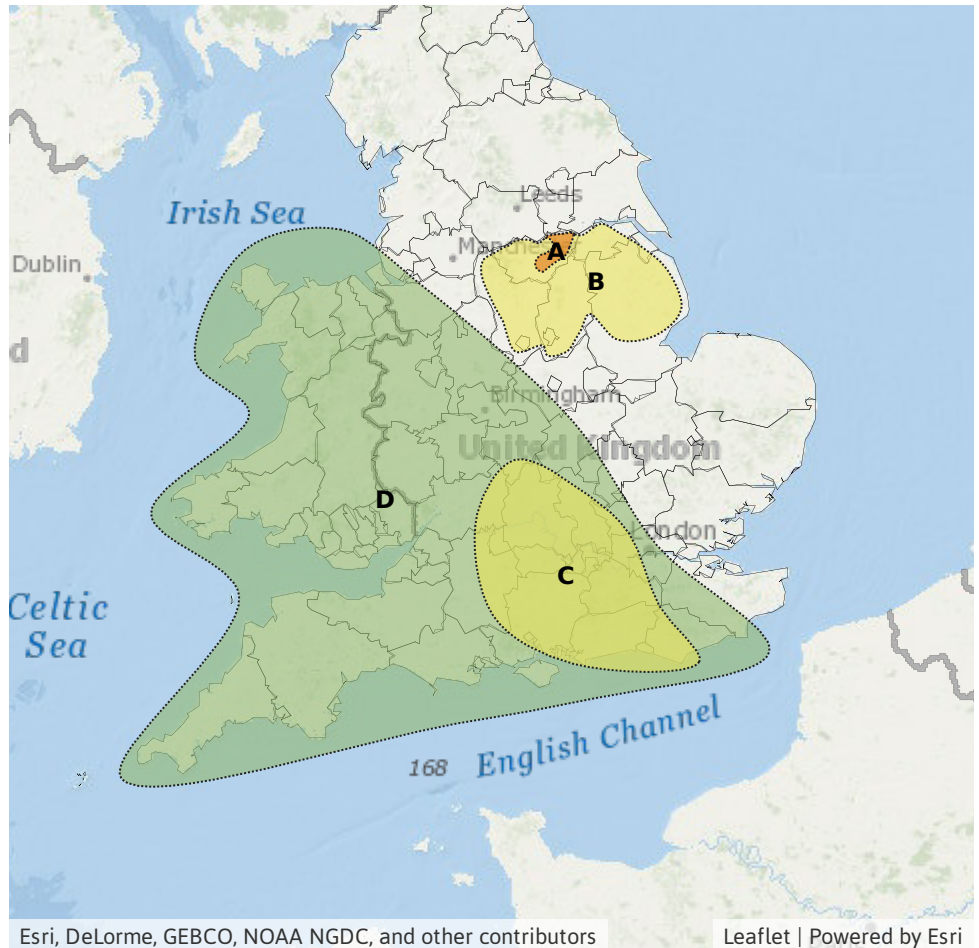 Leeds
Irish Sea
Manchester
A
Dublin
B
d
Birmingham
United Kingdom
D
London
C
Celtic
Sea
English Channel
168
Esri, DeLorme, GEBCO, NOAA NGDC, and other contributors
Leaflet | Powered by Esri